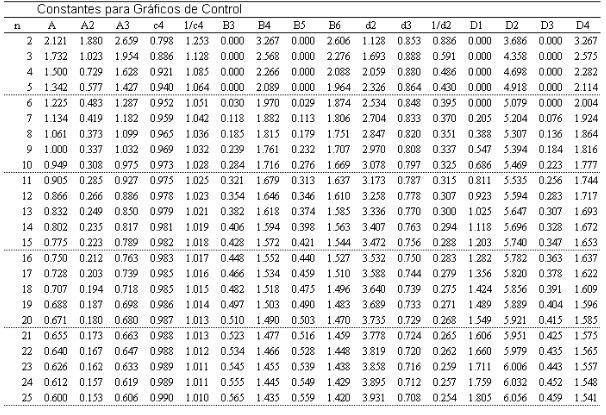 Constantes para Gráficos de Control
n A A2 A3 c4 1/c4 B3 B4 B5 B6 d2 d3 1/d2 D1 D2 D3 D4
2 2.121 1.880 2.659 0.798 1.253 0.000 3.267 0.000 2.606 1.128 0.853 0.886 0.000 3.686 0.000 3.267
3 1.732 1.023 1.954 0.886 1.128 0.000 2.568 0.000 2.276 1.693 0.888 0.591 0.000 4.358 0.000 2.575
4 1.500 0.729 1.628 0.921 1.085 0.000 2.266 0.000 2.088 2.059 0.880 0.486 0.000 4.698 0.000 2.282
5 1.342 0.577 1.427 0.940 1.064 0.000 2.089 0.000 1.964 2.326 0.864 0.430 0.000 4.918 0.000 2.114
6 1.225 0.483 1.287 0.952 1.051 0.030 1.970 0.029 1.874 2.534 0.848 0.395 0.000 5.079 0.000 2.004
7 1.134 0.419 1.182 0.959 1.042 0.118 1.882 0.113 1.806 2.704 0.833 0.370 0.205 5.204 0.076 1.924
8 1.061 0.373 1.099 0.965 1.036 0.185 1.815 0.179 1.751 2.847 0.820 0.351 0.388 5.307 0.136 1.864
9 1.000 0.337 1.032 0.969 1.032 0.239 1.761 0.232 1.707 2.970 0.808 0.337 0.547 5.394 0.184 1.816
10 0.949 0.308 0.975 0.973 1.028 0.284 1.716 0.276 1.669 3.078 0.797 0.325 0.686 5.469 0.223 1.777
11 0.905 0.285 0.927 0.975 1.025 0.321 1.679 0.313 1.637 3.173 0.787 0.315 0.811 5.535 0.256 1.744
12 0.866 0.266 0.886 0.978 1.023 0.354 1.646 0.346 1.610 3.258 0.778 0.307 0.923 5.594 0.283 1.717
13 0.832 0.249 0.850 0.979 1.021 0.382 1.618 0.374 1.585 3.336 0.770 0.300 1.025 5.647 0.307 1.693
14 0.802 0.235 0.817 0.981 1.019 0.406 1.594 0.398 1.563 3.407 0.763 0.294 1.118 5.696 0.328 1.672
15 0.775 0.223 0.789 0.982 1.018 0.428 1.572 0.421 1.544 3.472 0.756 0.288 1.203 5.740 0.347 1.653
16 0.750 0.212 0.763 0.983 1.017 0.448 1.552 0.440 1.527 3.532 0.750 0.283 1.282 5.782 0.363 1.637
17 0.728 0.203 0.739 0.985 1.016 0.466 1.534 0.459 1.510 3.588 0.744 0.279 1.356 5.820 0.378 1.622
18 0.707 0.194 0.718 0.985 1.015 0.482 1.518 0.475 1.496 3.640 0.739 0.275 1.424 5.856 0.391 1.609
19 0.688 0.187 0.698 0.986 1.014 0.497 1.503 0.490 1.483 3.689 0.733 0.271 1.489 5.889 0.404 1.596
20 0.671 0.180 0.680 0.987 1.013 0.510 1.490 0.503 1.470 3.735 0.729 0.268 1.549 5.921 0.415 1.585
21 0.655 0.173 0.663 0.988 1.013 0.523 1.477 0.516 1.459 3.778 0.724 0.265 1.606 5.951 0.425 1.575
22 0.640 0.167 0.647 0.988 1.012 0.534 1.466 0.528 1.448 3.819 0.720 0.262 1.660 5.979 0.435 1.565
23 0.626 0.162 0.633 0.989 1.011 0.545 1.455 0.539 1.438 3.858 0.716 0.259 1.711 6.006 0.443 1.557
24 0.612 0.157 0.619 0.989 1.011 0.555 1.445 0.549 1.429 3.895 0.712 0.257 1.759 6.032 0.452 1.548
25 0.600 0.153 0.606 0.990 1.010 0.565 1.435 0.559 1.420 3.931 0.708 0.254 1.805 6.056 0.459 1.541